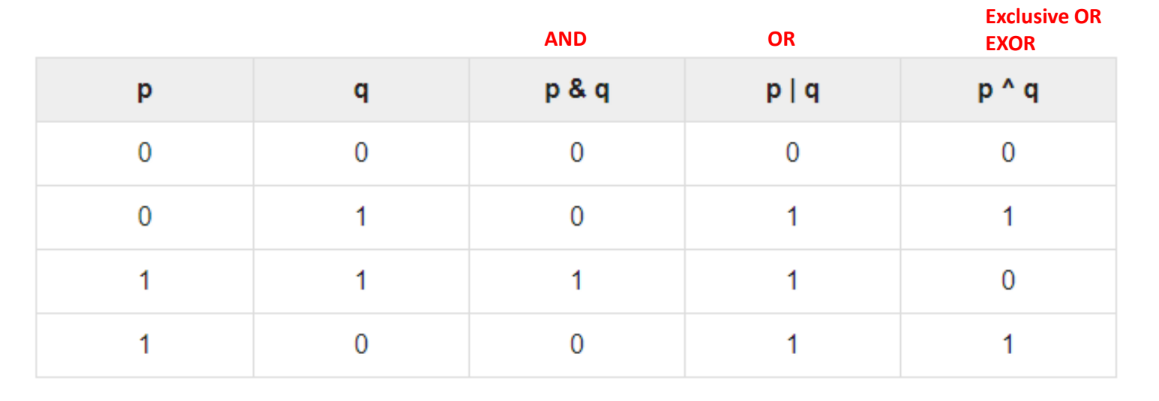 Exclusive OR
AND OR EXOR
p q p & q p | q p ^ q
0 0 0 0 0
0 1 0 1 1
1 1 1 1 0
1 0 0 1 1